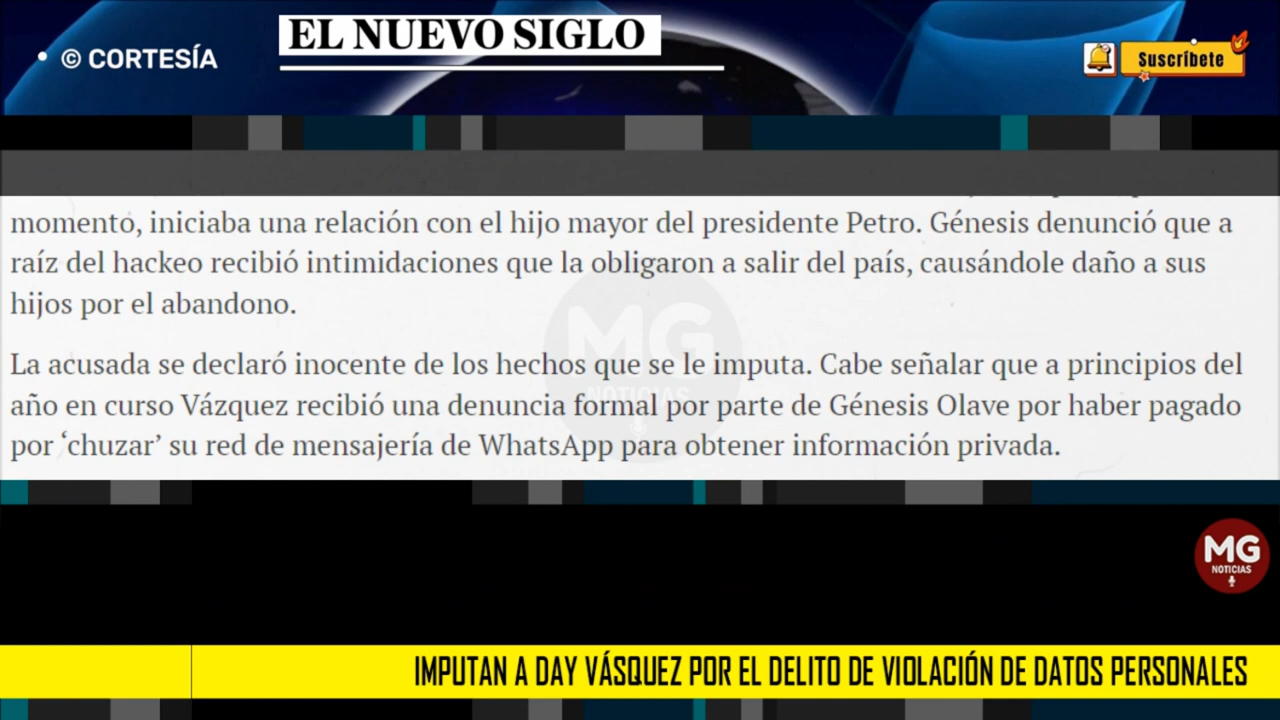 © CORTESÍA
EL NUEVO SIGLO
Suscríbete
momento, iniciaba una relación con el hijo mayor del presidente Petro. Génesis denunció que a
raíz del hackeo recibió intimidaciones que la obligaron a salir del país, causándole daño a sus
hijos por el abandono.
La acusada se declaró inocente de los hechos que se le imputa. Cabe señalar que a principios del
año en curso Vázquez recibió una denuncia formal por parte de Génesis Olave por haber pagado
por ‘chuzar’ su red de mensajería de WhatsApp para obtener información privada.
MG
NOTICIAS
MG
NOTICIAS
IMPUTAN A DAY VÁSQUEZ POR EL DELITO DE VIOLACIÓN DE DATOS PERSONALES